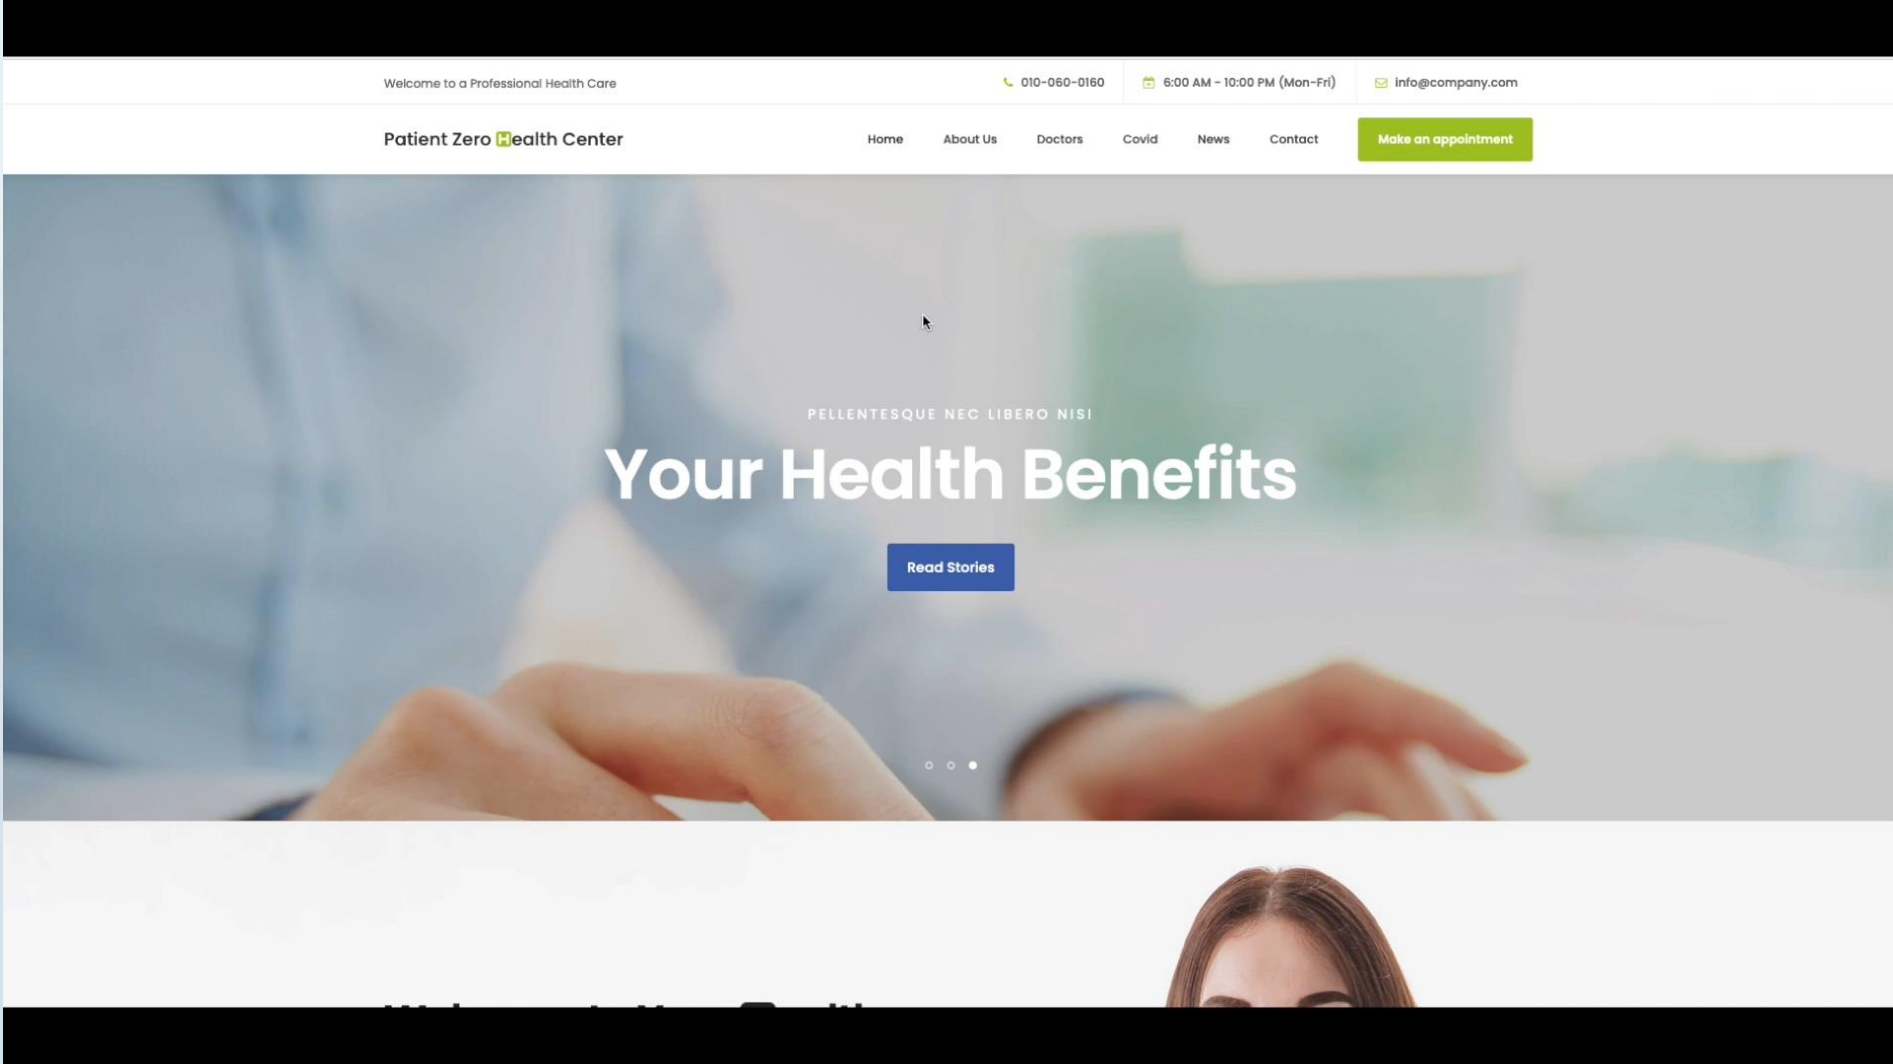 Welcome to a Professional Health Care
010-060-0160
6:00 AM - 10:00 PM (Mon-Fri)
info@company.com
Patient Zero Health Center
Home
About Us
Doctors
Covid
News
Contact
Make an appointment
PELLENTESQUE NEC LIBERO NISI
Your Health Benefits
Read Stories